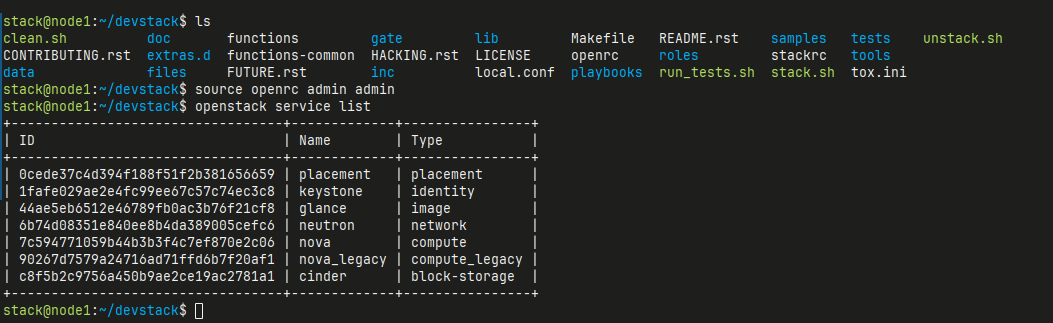 stack@node1:~/devstack$ ls
clean.sh doc functions gate lib Makefile README.rst samples tests unstack.sh
CONTRIBUTING.rst extras.d functions-common HACKING.rst LICENSE openrc roles stackrc tools
data files FUTURE.rst inc local.conf playbooks run_tests.sh stack.sh tox.ini
stack@node1:~/devstack$ source openrc admin admin
stack@node1:~/devstack$ openstack service list
+----------------------------------+-------------+----------------+
| ID | Name | Type |
+----------------------------------+-------------+----------------+
| 0cede37c4d394f188f51f2b381656659 | placement | placement |
| 1fafe029ae2e4fc99ee67c57c74ec3c8 | keystone | identity |
| 44ae5eb6512e46789fb0ac3b76f21cf8 | glance | image |
| 6b74d08351e840ee8b4da389005cefc6 | neutron | network |
| 7c594771059b44b3b3f4c7ef870e2c06 | nova | compute |
| 90267d7579a24716ad71ffd6b7f20af1 | nova_legacy | compute_legacy |
| c8f5b2c9756a450b9ae2ce19ac2781a1 | cinder | block-storage |
+----------------------------------+-------------+----------------+
stack@node1:~/devstack$